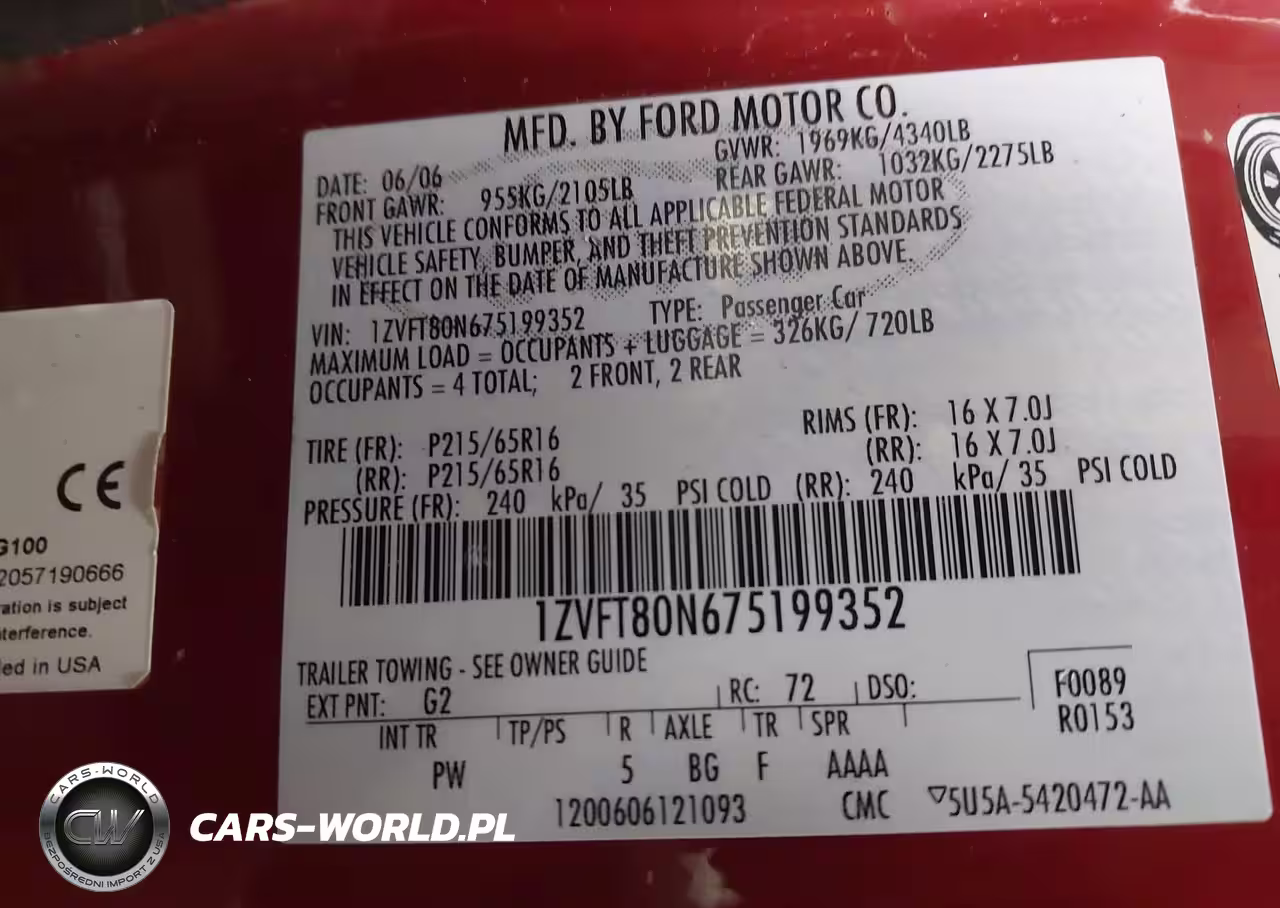 MFD. BY FORD MOTOR CO.
DATE: 06/06 GVWR: 1969KG/4340LB
FRONT GAWR: 955KG/2105LB REAR GAWR: 1032KG/2275LB
THIS VEHICLE CONFORMS TO ALL APPLICABLE FEDERAL MOTOR
VEHICLE SAFETY, BUMPER, AND THEFT PREVENTION STANDARDS
IN EFFECT ON THE DATE OF MANUFACTURE SHOWN ABOVE.
VIN: 1ZVFT80N675199352 TYPE: Passenger Car
MAXIMUM LOAD = OCCUPANTS + LUGGAGE = 326KG/ 720LB
OCCUPANTS = 4 TOTAL; 2 FRONT, 2 REAR
TIRE (FR): P215/65R16 RIMS (FR): 16 X 7.0J
(RR): P215/65R16 (RR): 16 X 7.0J
PRESSURE (FR): 240 kPa/ 35 PSI COLD (RR): 240 kPa/ 35 PSI COLD
1ZVFT80N675199352
TRAILER TOWING - SEE OWNER GUIDE
EXT PNT: G2 RC: 72 DSO: F0089
R0153
INT TR TP/PS R AXLE TR SPR
PW 5 BG F AAAA
1200606121093 CMC ▽5U5A-5420472-AA
CE
G100
2057190666
ration is subject
nterference.
led in USA
CARS-WORLD
CW
BEZPOŚREDNI IMPORT Z USA
CARS-WORLD.PL